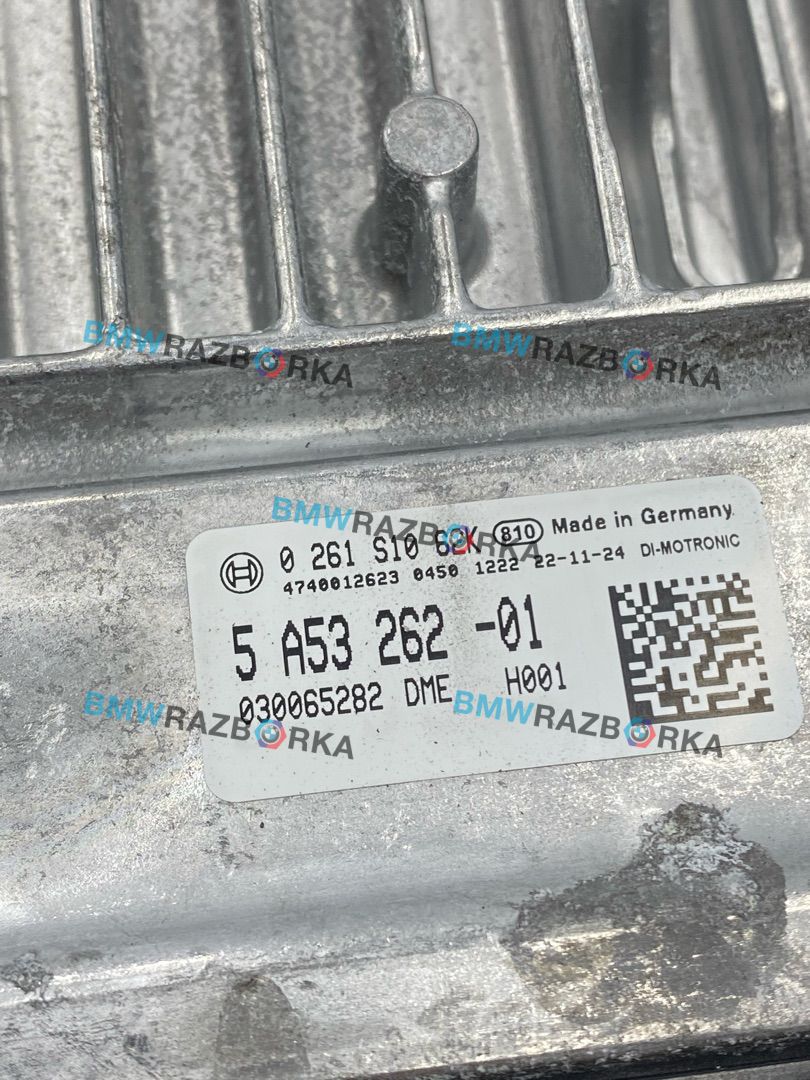 BMWRAZBORKA BMWRAZBORKA
BMWRAZBORKA
0 261 S10 810 Made in Germany
4740012623 0450 1222 22-11-24 DI-MOTRONIC
5 A53 262 -01
030065282 DME H001
BMWRAZBORKA BMWRAZBORKA